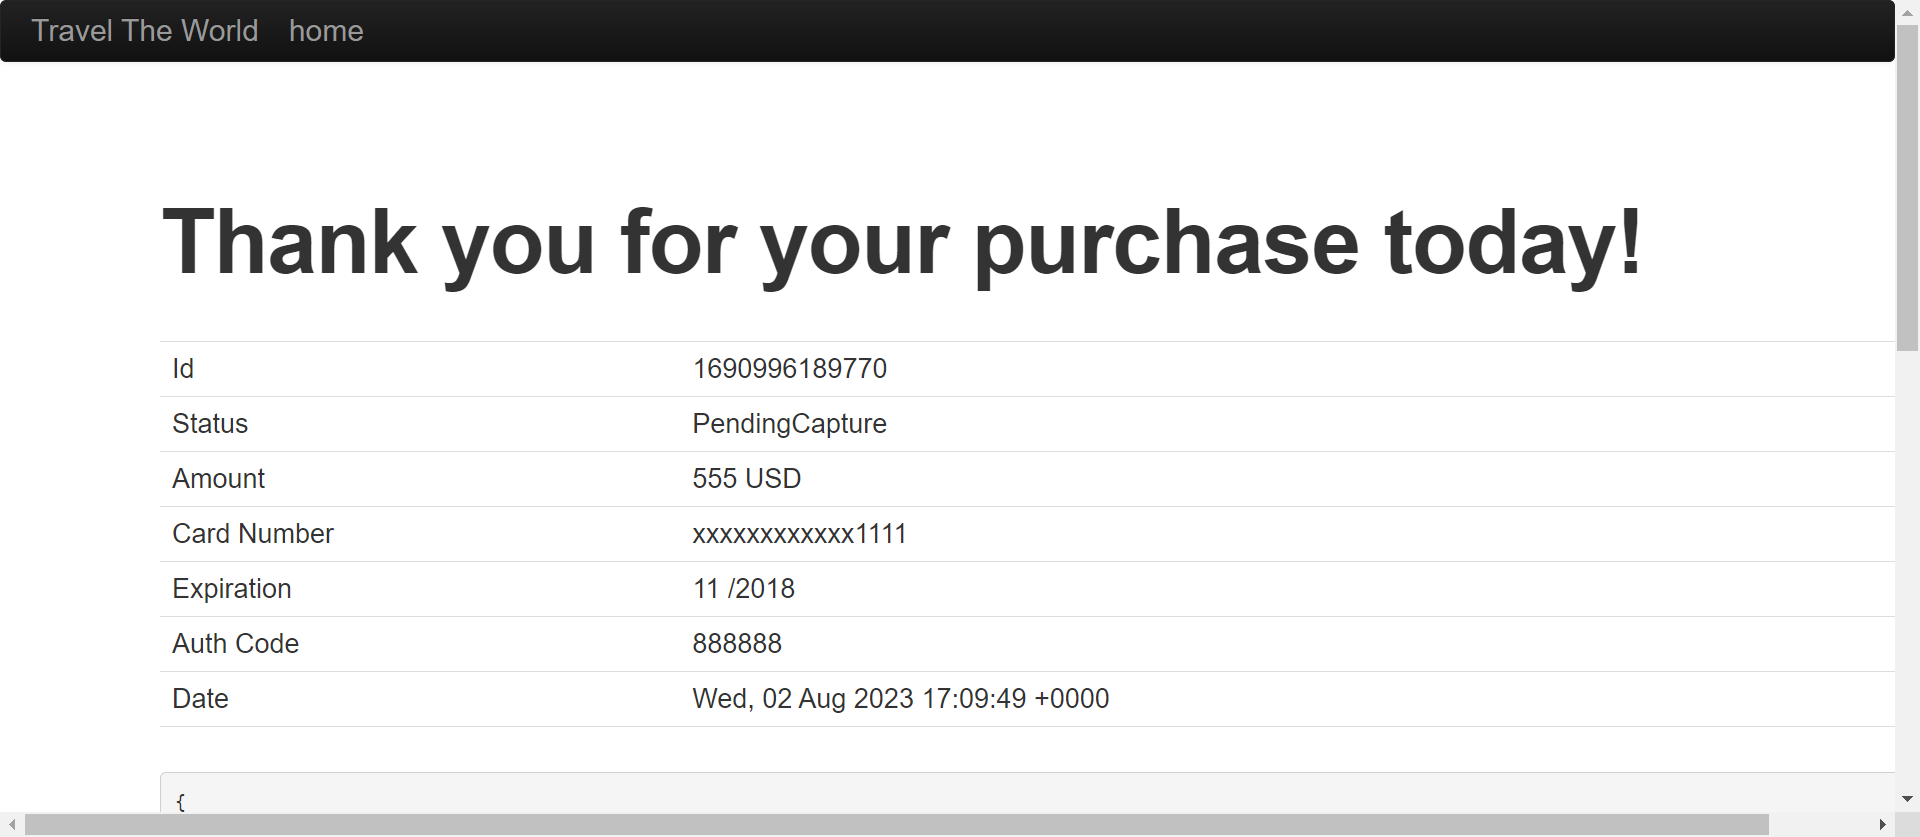 Travel The World home
Thank you for your purchase today!
Id 1690996189770
Status PendingCapture
Amount 555 USD
Card Number xxxxxxxxxxxx1111
Expiration 11 /2018
Auth Code 888888
Date Wed, 02 Aug 2023 17:09:49 +0000
{